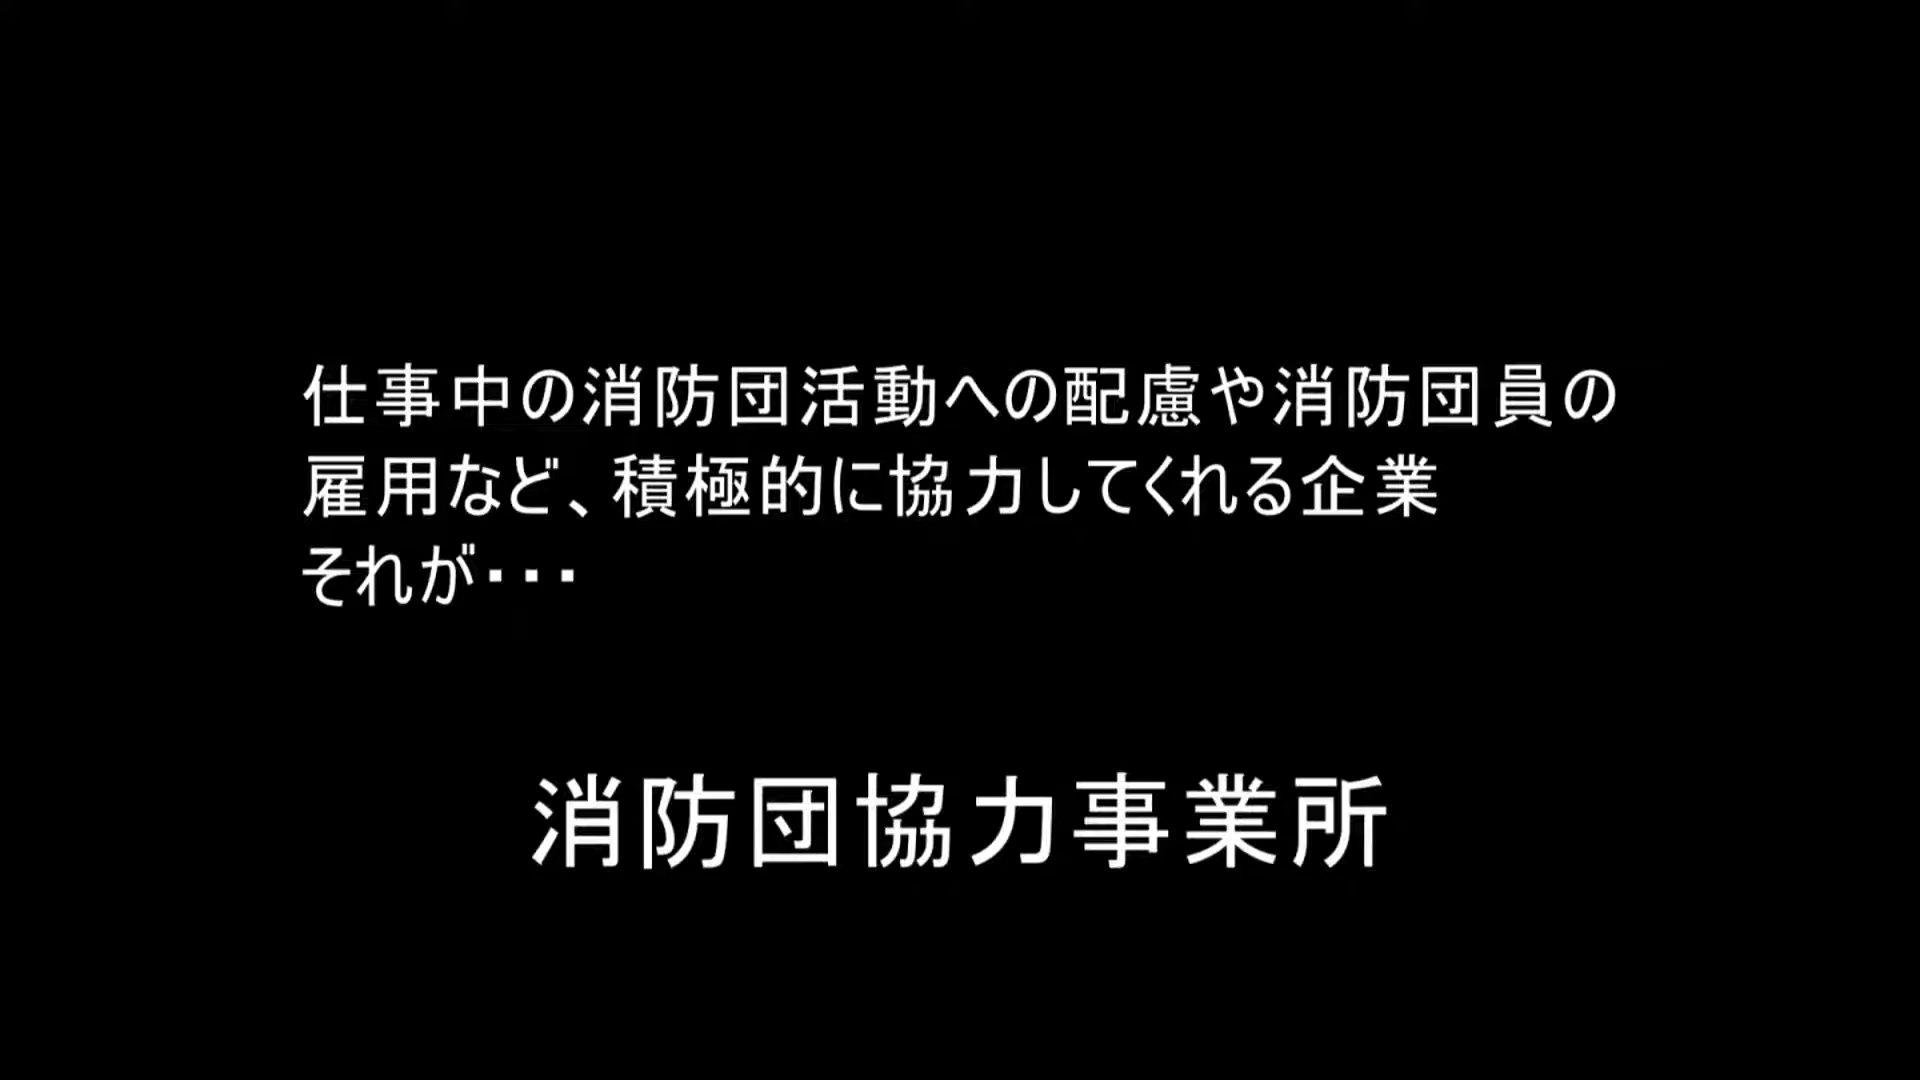 仕事中の消防団活動への配慮や消防団員の
雇用など、積極的に協力してくれる企業
それが・・・
消防団協力事業所